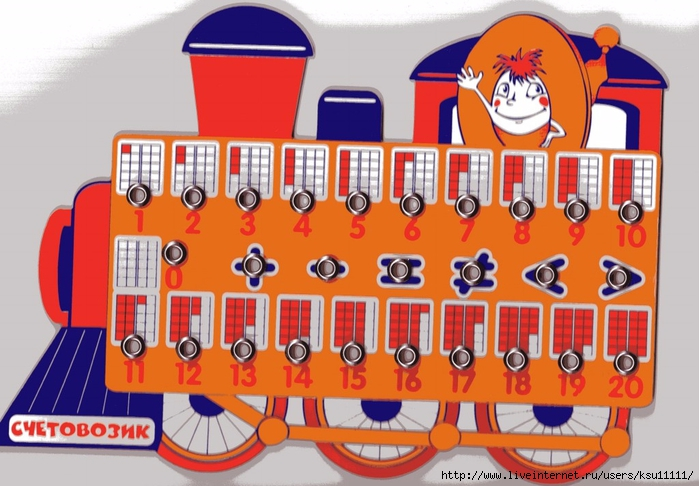 1 2 3 4 5 6 7 8 9 10
0 + - = ≠ < >
11 12 13 14 15 16 17 18 19 20
СЧЕТОВОЗИК
http://www.liveinternet.ru/users/ksu11111/